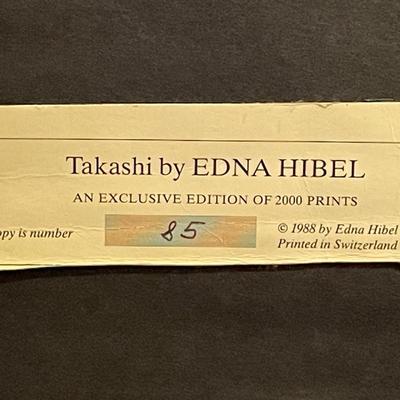 Takashi by EDNA HIBEL
AN EXCLUSIVE EDITION OF 2000 PRINTS
opy is number 85 © 1988 by Edna Hibel
Printed in Switzerland